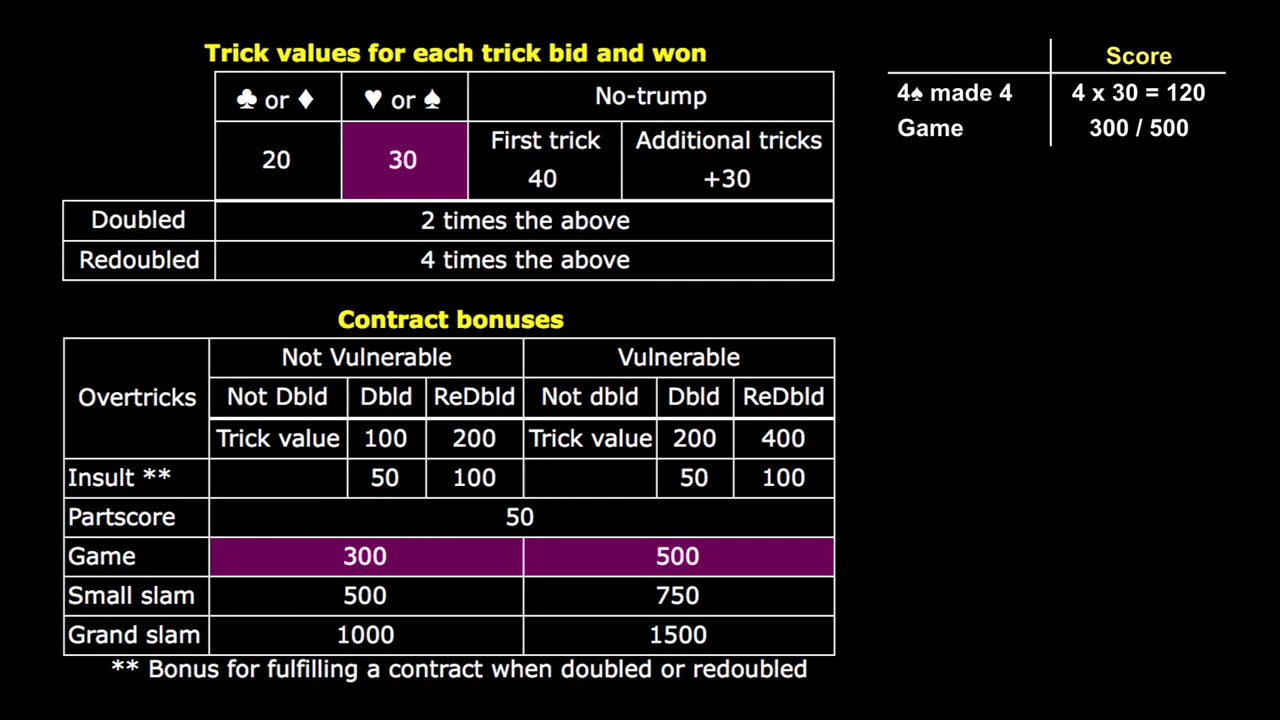 Trick values for each trick bid and won
♣ or ♦ ♥ or ♠ No-trump
20 30 First trick Additional tricks
40 +30
Doubled 2 times the above
Redoubled 4 times the above
Contract bonuses
Overtricks Not Vulnerable Vulnerable
Not Dbld Dbld ReDbld Not dbld Dbld ReDbld
Trick value 100 200 Trick value 200 400
Insult ** 50 100 50 100
Partscore 50
Game 300 500
Small slam 500 750
Grand slam 1000 1500
** Bonus for fulfilling a contract when doubled or redoubled
Score
4♠ made 4 4 x 30 = 120
Game 300 / 500